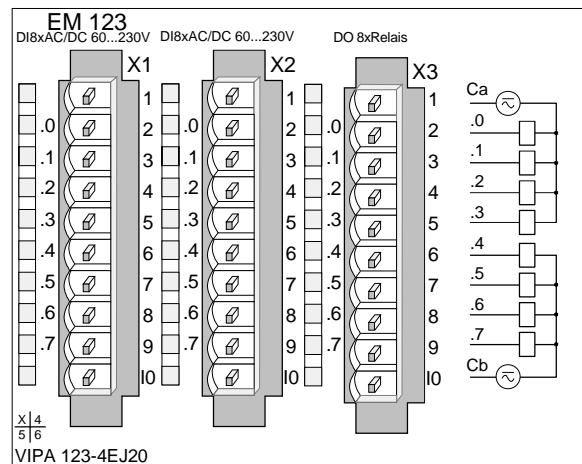 EM 123
DI8xAC/DC 60...230V DI8xAC/DC 60...230V DO 8xRelais
X1 X2 X3
1 1 1 Ca
.0 2 .0 2 .0 2 .0
.1 3 .1 3 .1 3 .1
.2 4 .2 4 .2 4 .2
.3 5 .3 5 .3 5 .3
.4 6 .4 6 .4 6 .4
.5 7 .5 7 .5 7 .5
.6 8 .6 8 .6 8 .6
.7 9 .7 9 .7 9 .7
I0 I0 I0 Cb
X 4
5 6
VIPA 123-4EJ20